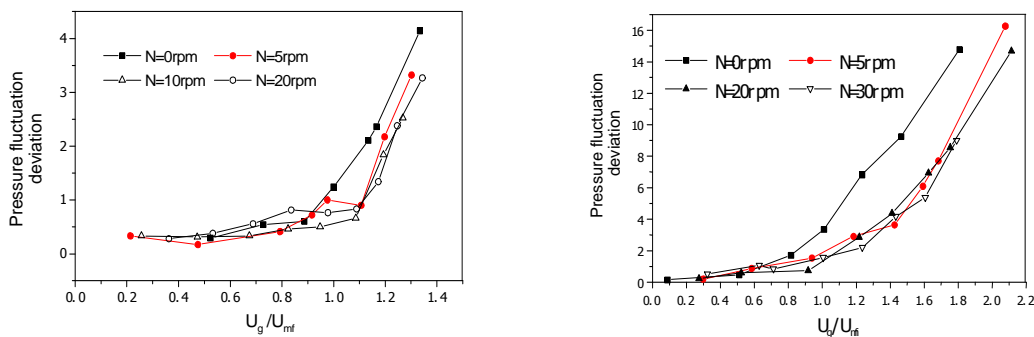 Pressure fluctuation
deviation
4
3
2
1
0
N=0rpm N=5rpm
N=10rpm N=20rpm
0.0 0.2 0.4 0.6 0.8 1.0 1.2 1.4 1.6
Ug/Umf
Pressure fluctuation
deviation
16
14
12
10
8
6
4
2
0
N=0rpm N=5rpm
N=20rpm N=30rpm
0.0 0.2 0.4 0.6 0.8 1.0 1.2 1.4 1.6 1.8 2.0 2.2